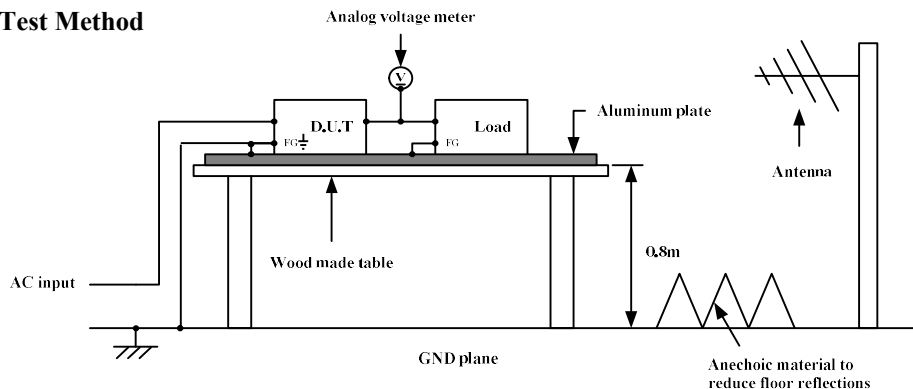 Test Method
Analog voltage meter
V
D.U.T
Load
Aluminum plate
FG
FG
Antenna
Wood made table
0.8m
AC input
GND plane
Anechoic material to
reduce floor reflections